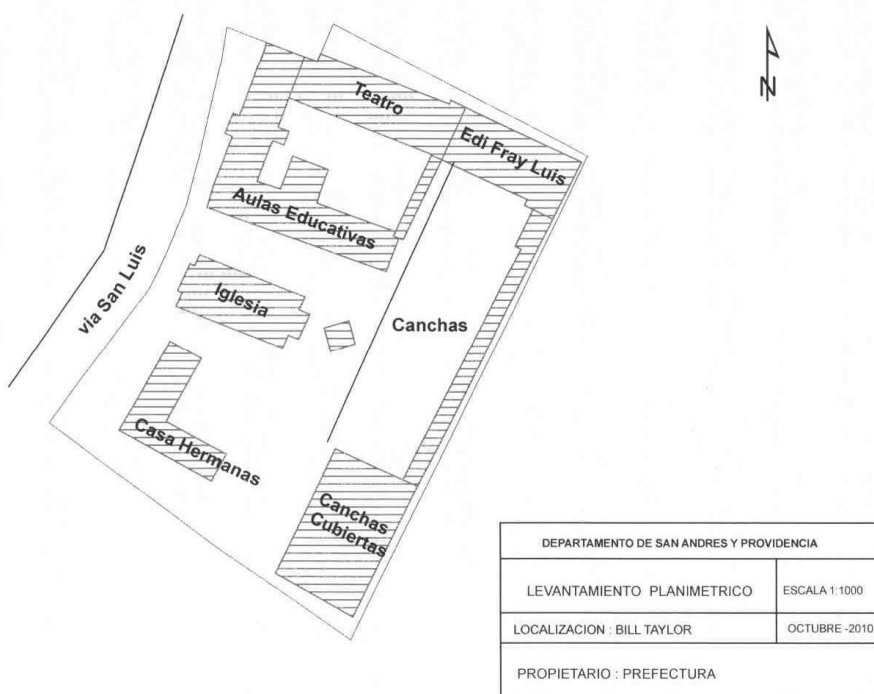 N
Teatro
Edi Fray Luis
Aulas Educativas
via San Luis
Iglesia
Canchas
Casa Hermanas
Canchas
Cubiertas
DEPARTAMENTO DE SAN ANDRES Y PROVIDENCIA
LEVANTAMIENTO PLANIMETRICO
ESCALA 1:1000
LOCALIZACION : BILL TAYLOR
OCTUBRE -2010
PROPIETARIO : PREFECTURA